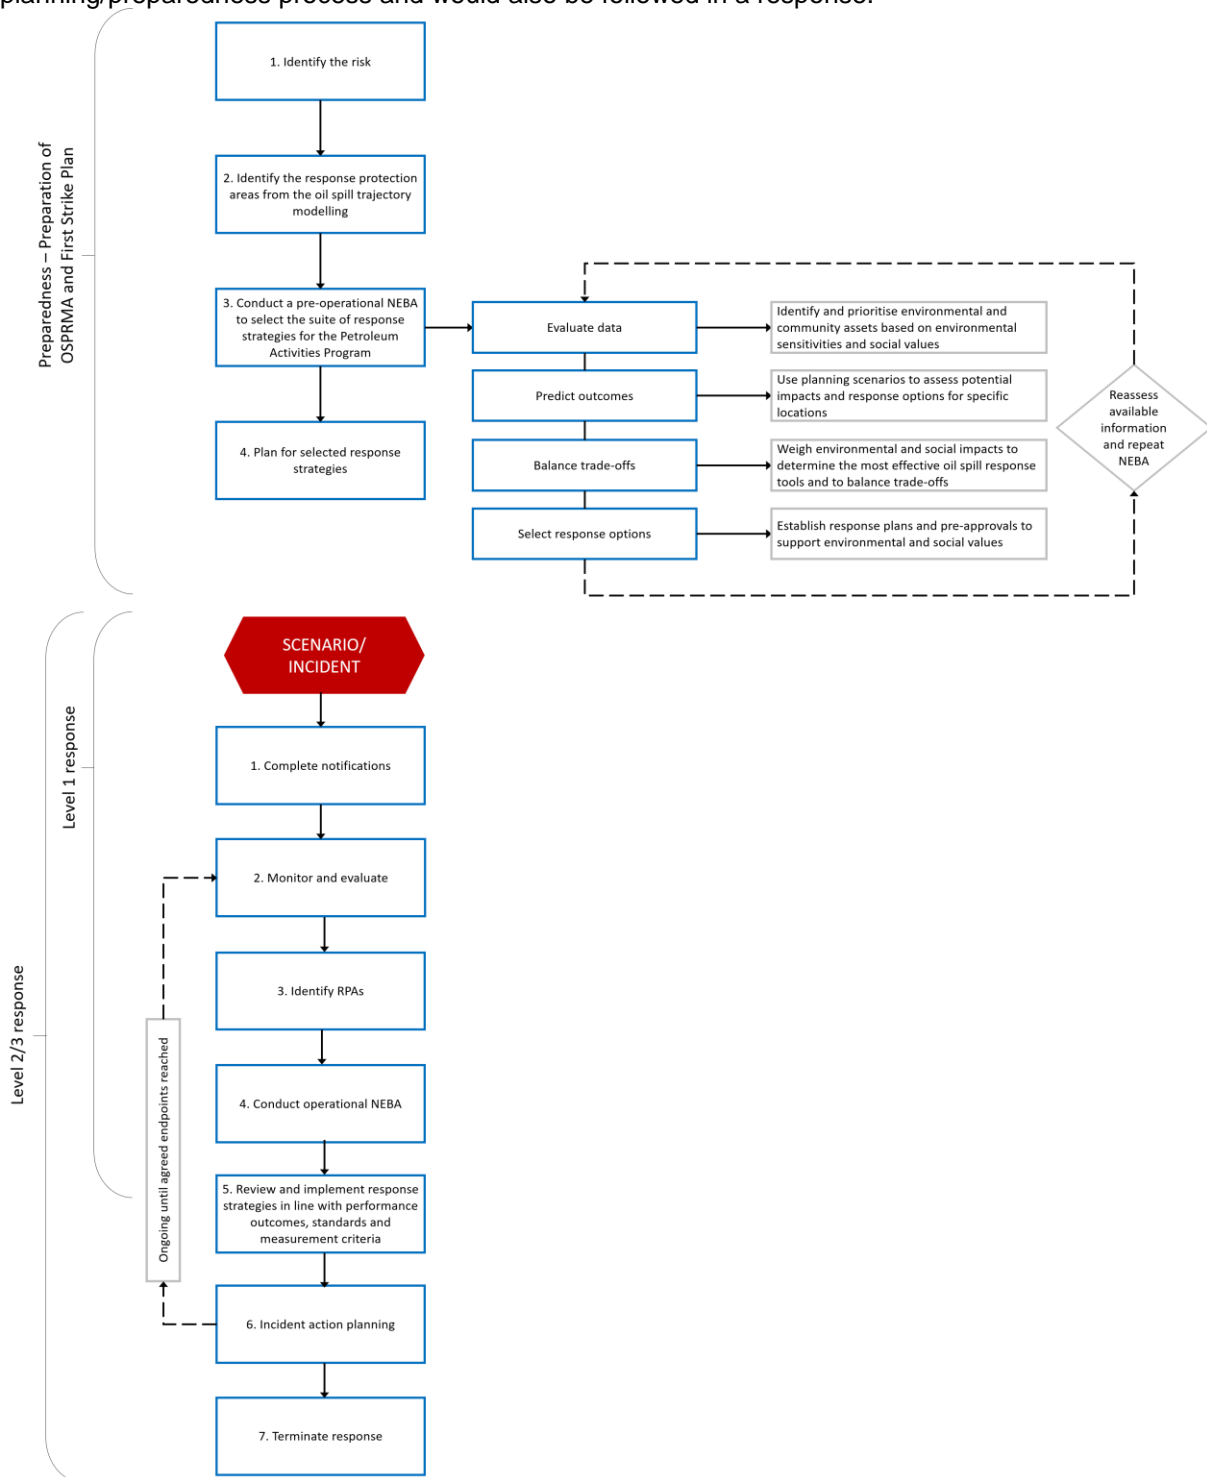 planning/preparedness process and would also be followed in a response.
Preparedness – Preparation of
OSPRMA and First Strike Plan
1. Identify the risk
2. Identify the response protection
areas from the oil spill trajectory
modelling
3. Conduct a pre-operational NEBA
to select the suite of response
strategies for the Petroleum
Activities Program
4. Plan for selected response
strategies
Evaluate data
Identify and prioritise environmental and
community assets based on environmental
sensitivities and social values
Predict outcomes
Use planning scenarios to assess potential
impacts and response options for specific
locations
Balance trade-offs
Weigh environmental and social impacts to
determine the most effective oil spill response
tools and to balance trade-offs
Select response options
Establish response plans and pre-approvals to
support environmental and social values
Reassess
available
information
and repeat
NEBA
Level 2/3 response
Level 1 response
SCENARIO/
INCIDENT
1. Complete notifications
2. Monitor and evaluate
3. Identify RPAs
4. Conduct operational NEBA
5. Review and implement response
strategies in line with performance
outcomes, standards and
measurement criteria
6. Incident action planning
Ongoing until agreed endpoints reached
7. Terminate response